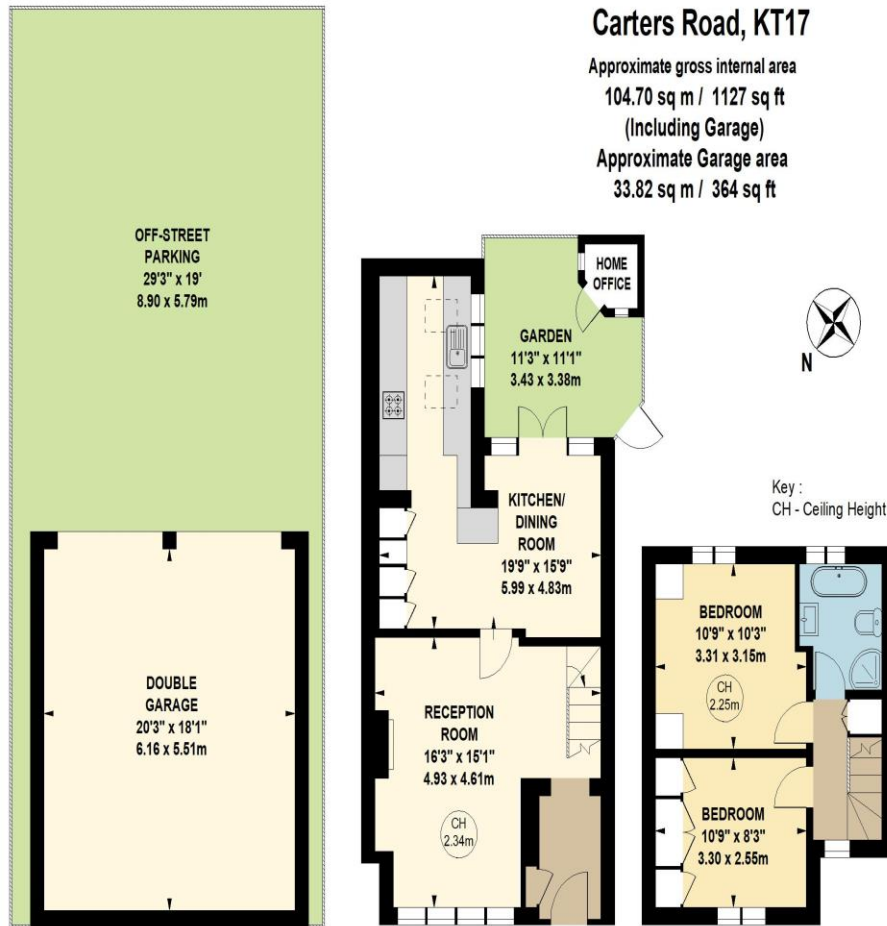 Carters Road, KT17
Approximate gross internal area
104.70 sq m / 1127 sq ft
(Including Garage)
Approximate Garage area
33.82 sq m / 364 sq ft
OFF-STREET
PARKING
29'3" x 19'
8.90 x 5.79m
HOME
OFFICE
GARDEN
11'3" x 11'1"
3.43 x 3.38m
N
Key :
CH - Ceiling Height
KITCHEN/
DINING
ROOM
19'9" x 15'9"
5.99 x 4.83m
BEDROOM
10'9" x 10'3"
3.31 x 3.15m
CH
2.25m
DOUBLE
GARAGE
20'3" x 18'1"
6.16 x 5.51m
RECEPTION
ROOM
16'3" x 15'1"
4.93 x 4.61m
CH
2.34m
BEDROOM
10'9" x 8'3"
3.30 x 2.55m